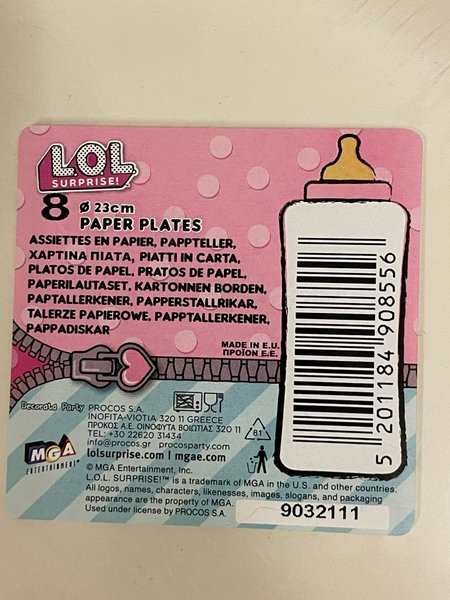 L.O.L.
SURPRISE!
8 Ø 23cm
PAPER PLATES
ASSIETTES EN PAPIER, PAPPTELLER,
ΧΑΡΤΙΝΑ ΠΙΑΤΑ, PIATTI IN CARTA,
PLATOS DE PAPEL, PRATOS DE PAPEL,
PAPERILAUTASET, KARTONNEN BORDEN,
PAPTALLERKENER, PAPPERSTALLRIKAR,
TALERZE PAPIEROWE, PAPPTALLERKENER,
PAPPADISKAR
MADE IN E.U.
ΠΡΟΪΟΝ Ε.Ε.
5 201184 908556
Decorata Party
PROCOS S.A.
INOFITA-VIOTIA 320 11 GREECE
ΠΡΟΚΟΣ Α.Ε. ΟΙΝΟΦΥΤΑ ΒΟΙΩΤΙΑΣ, 320 11
TEL: +30 22620 31434
info@procos.gr procosparty.com
lolsurprise.com | mgae.com
81
MGA
ENTERTAINMENT
© MGA Entertainment, Inc.
L.O.L. SURPRISE!™ is a trademark of MGA in the U.S. and other countries.
All logos, names, characters, likenesses, images, slogans, and packaging
appearance are the property of MGA.
Used under license by PROCOS S.A.
9032111